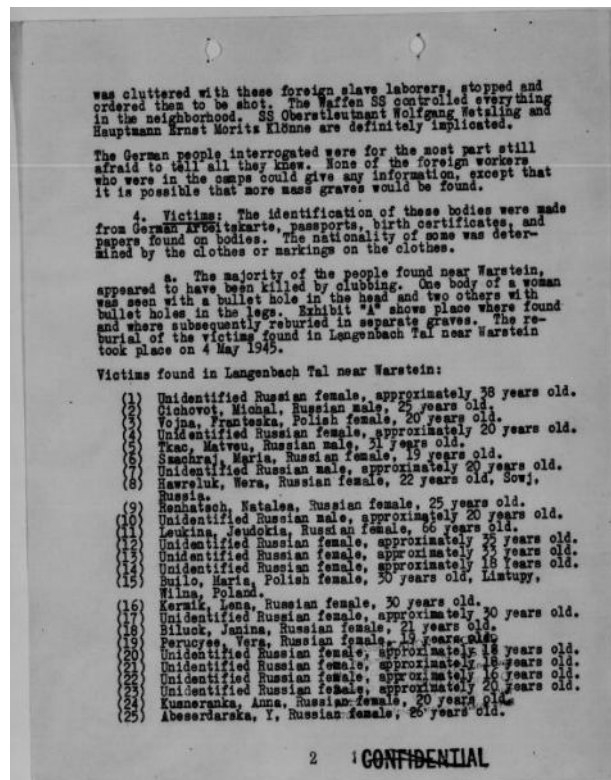 was cluttered with these foreign slave laborers, stopped and
ordered them to be shot. The Waffen SS controlled everything
in the neighborhood. SS Oberstleutnant Wolfgang Wetzling and
Hauptmann Ernst Moritz Klönne are definitely implicated.
The German people interrogated were for the most part still
afraid to tell all they knew. None of the foreign workers
who were in the camps could give any information, except that
it is possible that more mass graves would be found.
4. Victims: The identification of these bodies were made
from German Arbeitskarte, passports, birth certificates, and
papers found on bodies. The nationality of some was deter-
mined by the clothes or markings on the clothes.
a. The majority of the people found near Warstein,
appeared to have been killed by clubbing. One body of a woman
was seen with a bullet hole in the head and two others with
bullet holes in the legs. Exhibit "A" shows place where found
and where subsequently reburied in separate graves. The re-
burial of the victims found in Langenbach Tal near Warstein
took place on 4 May 1945.
Victims found in Langenbach Tal near Warstein:
(1) Unidentified Russian female, approximately 38 years old.
(2) Cichovot, Michal, Russian male, 25 years old.
(3) Vojna, Franteska, Polish female, 20 years old.
(4) Unidentified Russian female, approximately 20 years old.
(5) Tkac, Matweu, Russian male, 31 years old.
(6) Smachraj, Maria, Russian female, 19 years old.
(7) Unidentified Russian male, approximately 20 years old.
(8) Hawreluk, Wera, Russian female, 22 years old, Sowj,
Russia.
(9) Renhatsch, Natalea, Russian female, 25 years old.
(10) Unidentified Russian male, approximately 20 years old.
(11) Leukina, Jeudokia, Russian female, 66 years old.
(12) Unidentified Russian female, approximately 35 years old.
(13) Unidentified Russian female, approximately 33 years old.
(14) Unidentified Russian female, approximately 18 Years old.
(15) Builo, Maria, Polish female, 30 years old, Limtupy,
Wilna, Poland.
(16) Kermik, Lena, Russian female, 30 years old.
(17) Unidentified Russian female, approximately 30 years old.
(18) Biluck, Janina, Russian female, 21 years old.
(19) Perucyee, Vera, Russian female, 19 years old.
(20) Unidentified Russian female, approximately 18 years old.
(21) Unidentified Russian female, approximately 18 years old.
(22) Unidentified Russian female, approximately 16 years old.
(23) Unidentified Russian female, approximately 20 years old.
(24) Kusneranka, Anna, Russian female, 20 years old.
(25) Abeserdarska, Y, Russian female, 26 years old.
2 CONFIDENTIAL